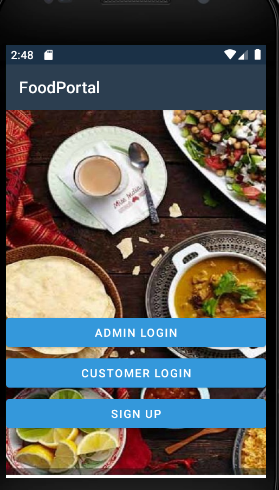 2:48
FoodPortal
ADMIN LOGIN
CUSTOMER LOGIN
SIGN UP